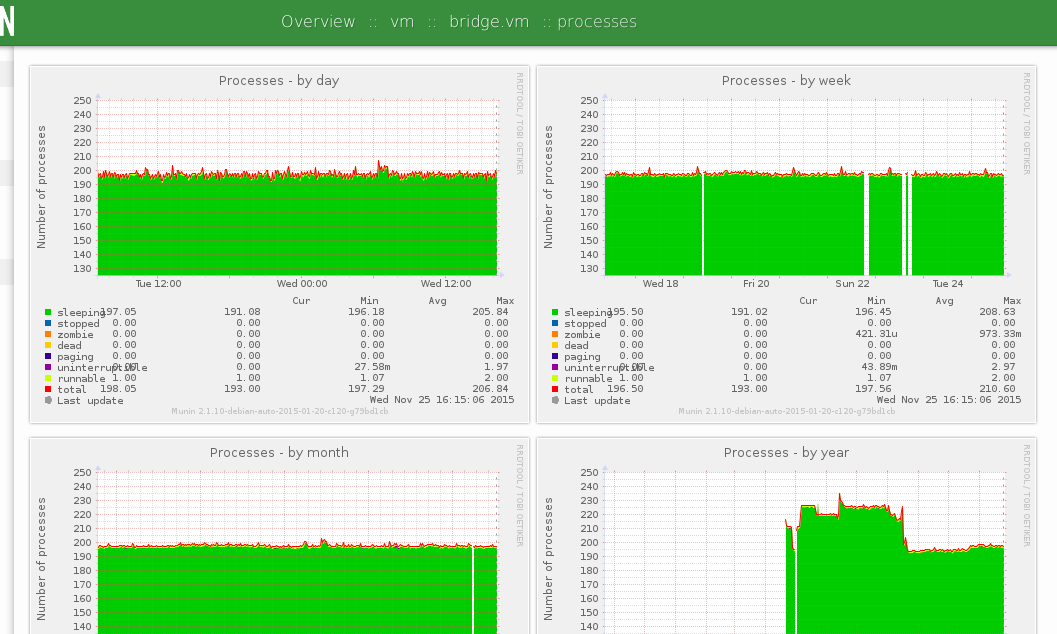 N
Overview :: vm :: bridge.vm :: processes
Processes - by day
RRDTOOL / TOBI OETIKER
Number of processes
250
240
230
220
210
200
190
180
170
160
150
140
130
Tue 12:00 Wed 00:00 Wed 12:00
Cur Min Avg Max
sleeping 197.05 191.08 196.18 205.84
stopped 0.00 0.00 0.00 0.00
zombie 0.00 0.00 0.00 0.00
dead 0.00 0.00 0.00 0.00
paging 0.00 0.00 0.00 0.00
uninterruptible 0.00 0.00 27.58m 1.97
runnable 1.00 1.00 1.07 2.00
total 198.05 193.00 197.29 206.84
Last update Wed Nov 25 16:15:06 2015
Munin 2.1.10-debian-auto-2015-01-20-c120-g79bd1cb
Processes - by week
RRDTOOL / TOBI OETIKER
Number of processes
250
240
230
220
210
200
190
180
170
160
150
140
130
Wed 18 Fri 20 Sun 22 Tue 24
Cur Min Avg Max
sleeping 195.50 191.02 196.45 208.63
stopped 0.00 0.00 0.00 0.00
zombie 0.00 0.00 421.31u 973.33m
dead 0.00 0.00 0.00 0.00
paging 0.00 0.00 0.00 0.00
uninterruptible 0.00 0.00 43.89m 2.97
runnable 1.00 1.00 1.07 2.00
total 196.50 193.00 197.56 210.60
Last update Wed Nov 25 16:15:06 2015
Munin 2.1.10-debian-auto-2015-01-20-c120-g79bd1cb
Processes - by month
RRDTOOL / TOBI OETIKER
Number of processes
250
240
230
220
210
200
190
180
170
160
150
140
Processes - by year
RRDTOOL / TOBI OETIKER
Number of processes
250
240
230
220
210
200
190
180
170
160
150
140